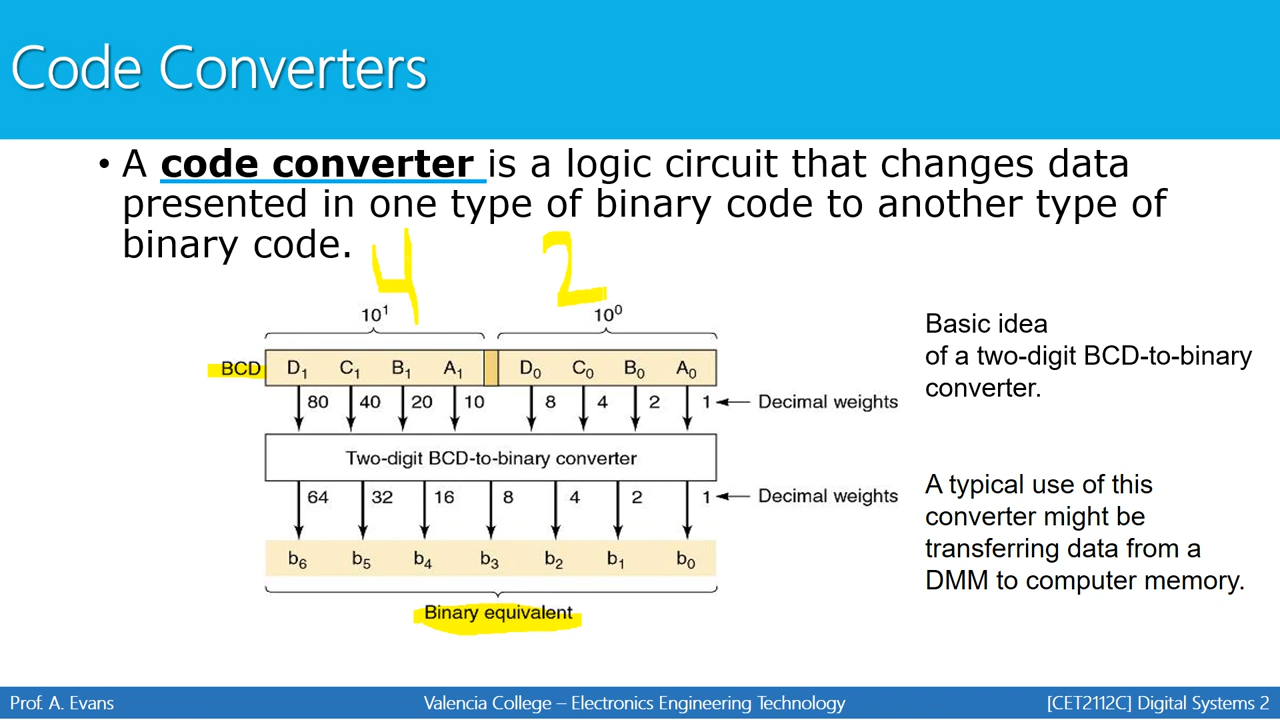 Code Converters
• A code converter is a logic circuit that changes data
presented in one type of binary code to another type of
binary code.
4 2
10¹ 10⁰
BCD D₁ C₁ B₁ A₁ D₀ C₀ B₀ A₀
80 40 20 10 8 4 2 1 Decimal weights
Two-digit BCD-to-binary converter
64 32 16 8 4 2 1 Decimal weights
b₆ b₅ b₄ b₃ b₂ b₁ b₀
Binary equivalent
Basic idea
of a two-digit BCD-to-binary
converter.
A typical use of this
converter might be
transferring data from a
DMM to computer memory.
Prof. A. Evans
Valencia College – Electronics Engineering Technology
[CET2112C] Digital Systems 2